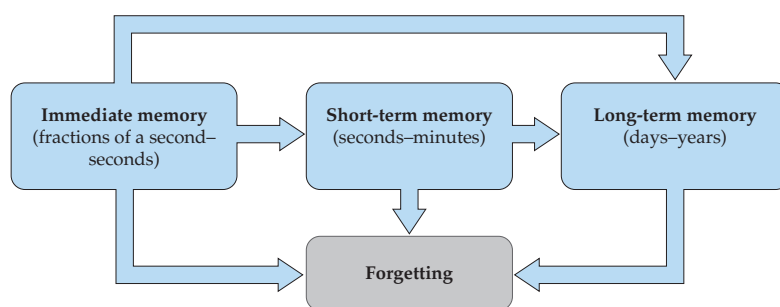 Immediate memory
(fractions of a second–
seconds)
Short-term memory
(seconds–minutes)
Long-term memory
(days–years)
Forgetting